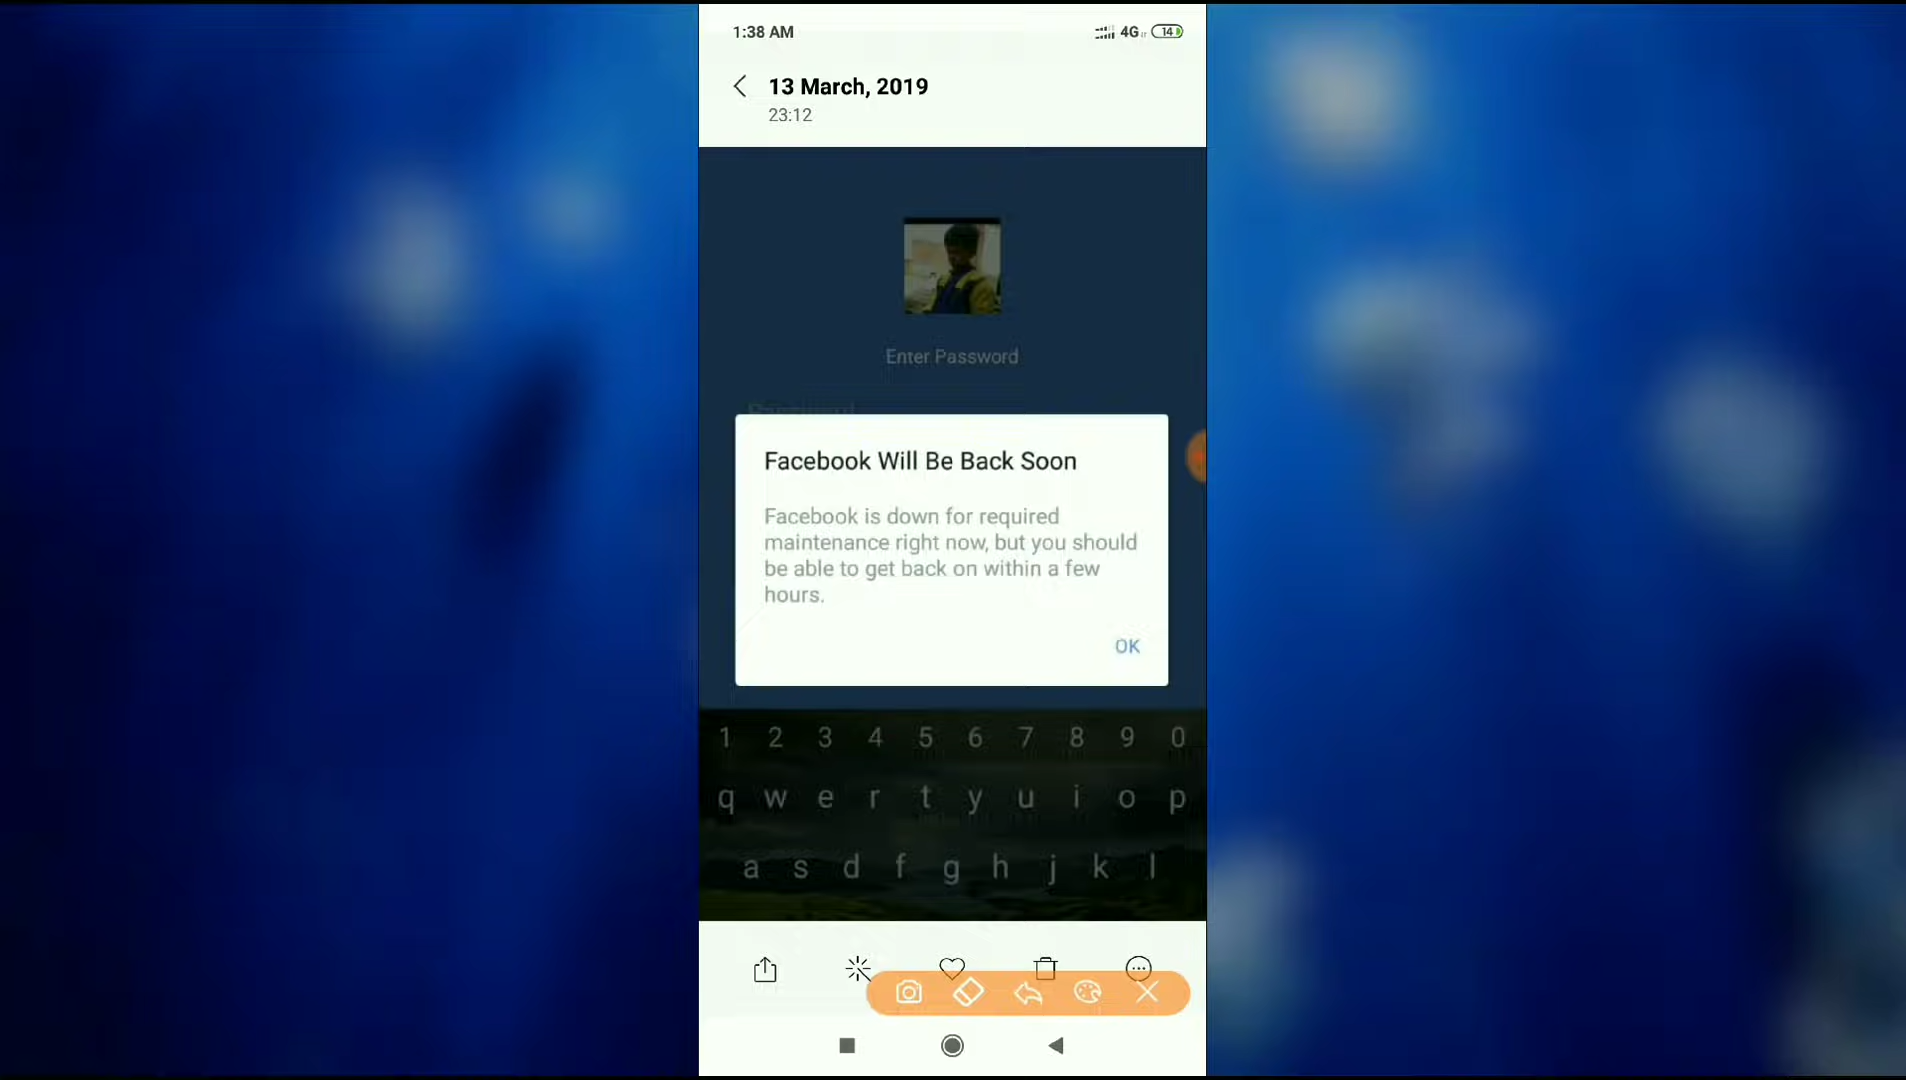 1:38 AM
4G
14
13 March, 2019
23:12
Enter Password
Password
Facebook Will Be Back Soon
Facebook is down for required
maintenance right now, but you should
be able to get back on within a few
hours.
OK
1 2 3 4 5 6 7 8 9 0
q w e r t y u i o p
a s d f g h j k l